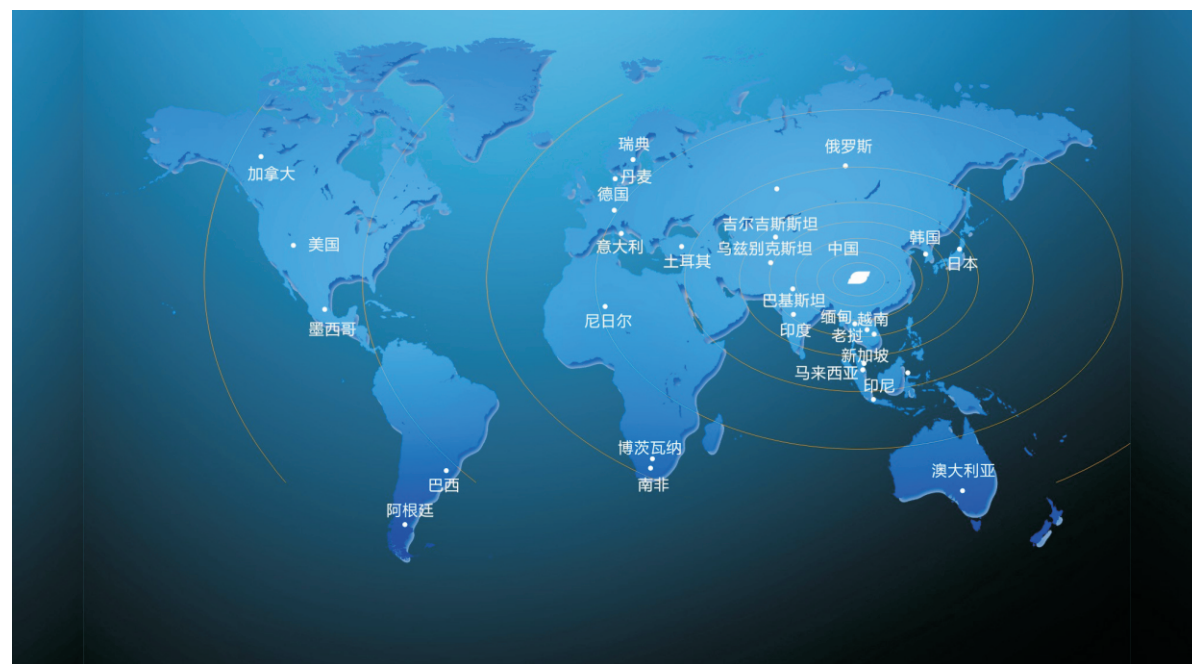 瑞典
俄罗斯
加拿大
丹麦
德国
吉尔吉斯斯坦
韩国
美国
意大利
乌兹别克斯坦
中国
土耳其
日本
巴基斯坦
尼日尔
缅甸
越南
墨西哥
印度
老挝
新加坡
马来西亚
印尼
博茨瓦纳
澳大利亚
巴西
南非
阿根廷